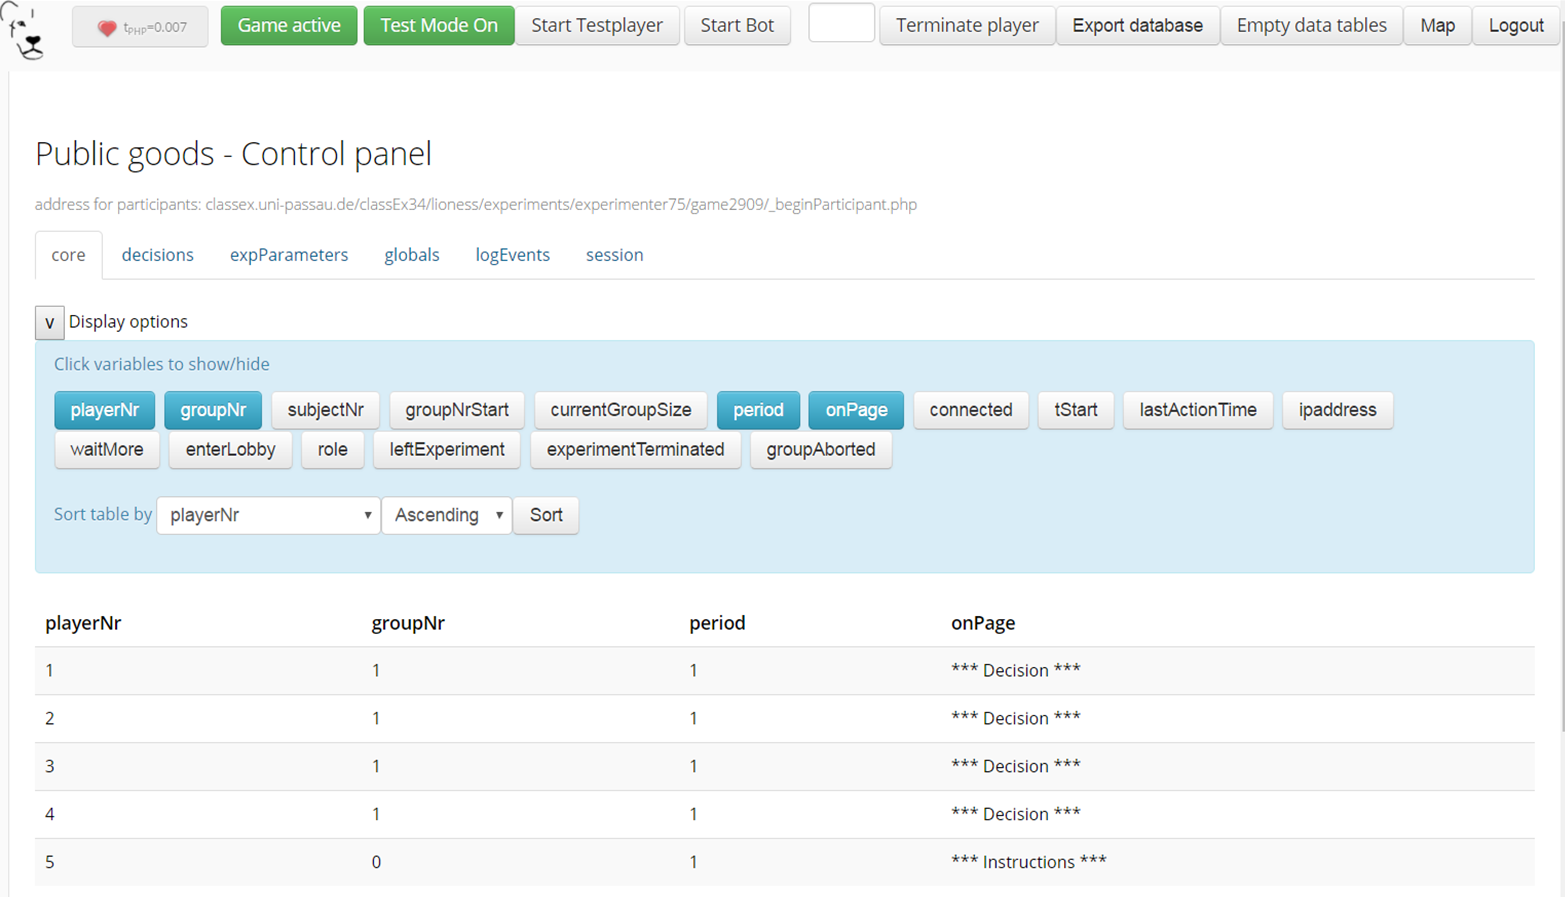 tPHP=0.007 Game active Test Mode On Start Testplayer Start Bot Terminate player Export database Empty data tables Map Logout
Public goods - Control panel
address for participants: classex.uni-passau.de/classEx34/lioness/experiments/experimenter75/game2909/_beginParticipant.php
core decisions expParameters globals logEvents session
v Display options
Click variables to show/hide
playerNr groupNr subjectNr groupNrStart currentGroupSize period onPage connected tStart lastActionTime ipaddress
waitMore enterLobby role leftExperiment experimentTerminated groupAborted
Sort table by playerNr Ascending Sort
playerNr groupNr period onPage
1 1 1 *** Decision ***
2 1 1 *** Decision ***
3 1 1 *** Decision ***
4 1 1 *** Decision ***
5 0 1 *** Instructions ***